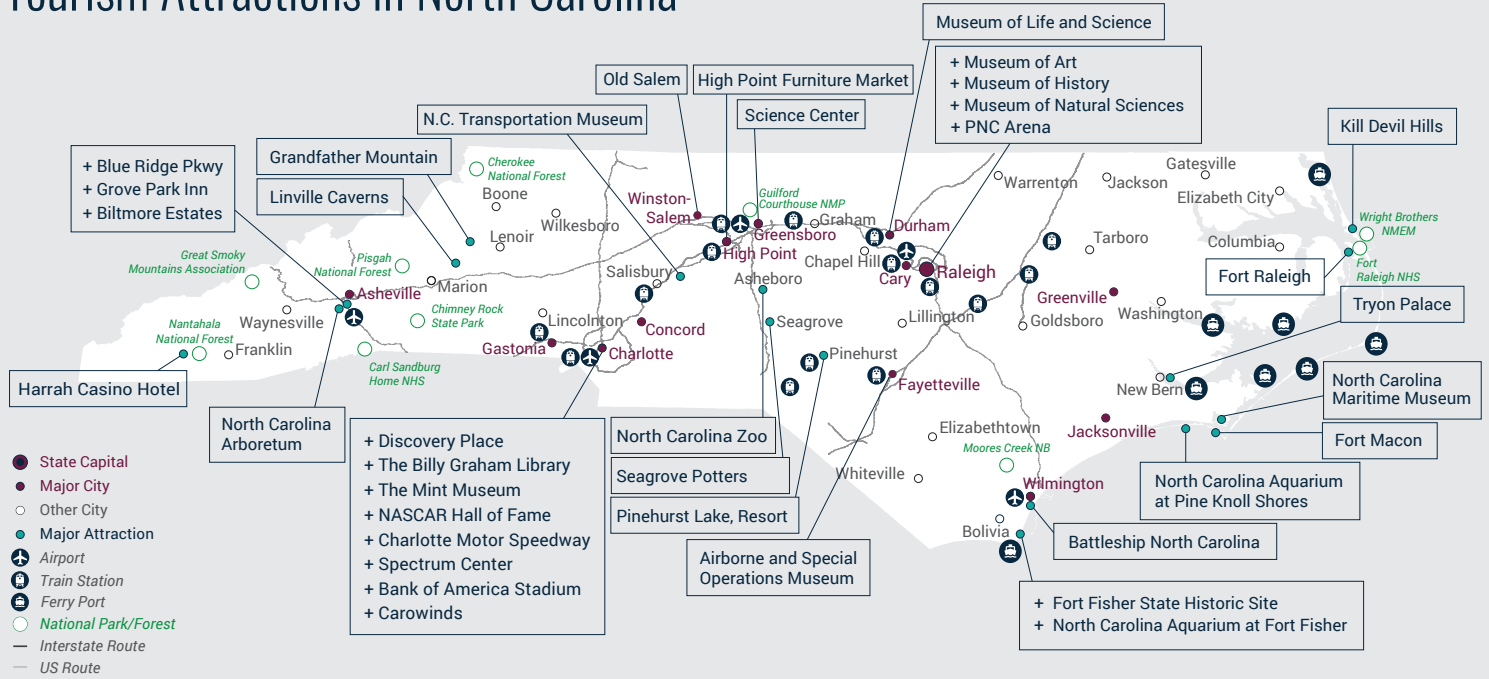 Tourism Attractions in North Carolina
Museum of Life and Science
+ Museum of Art
+ Museum of History
+ Museum of Natural Sciences
+ PNC Arena
Old Salem
High Point Furniture Market
Science Center
N.C. Transportation Museum
Kill Devil Hills
+ Blue Ridge Pkwy
+ Grove Park Inn
+ Biltmore Estates
Grandfather Mountain
Linville Caverns
Cherokee
National Forest
Boone
Wilkesboro
Lenoir
Winston-
Salem
Guilford
Courthouse NMP
Greensboro
High Point
Graham
Durham
Chapel Hill
Cary
Raleigh
Warrenton
Jackson
Gatesville
Elizabeth City
Tarboro
Columbia
Wright Brothers
NMEM
Fort
Raleigh NHS
Fort Raleigh
Great Smoky
Mountains Association
Pisgah
National Forest
Marion
Asheville
Waynesville
Chimney Rock
State Park
Nantahala
National Forest
Franklin
Carl Sandburg
Home NHS
Salisbury
Lincolnton
Concord
Gastonia
Charlotte
Asheboro
Seagrove
Pinehurst
Lillington
Fayetteville
Goldsboro
Greenville
Washington
Tryon Palace
New Bern
Harrah Casino Hotel
North Carolina
Arboretum
+ Discovery Place
+ The Billy Graham Library
+ The Mint Museum
+ NASCAR Hall of Fame
+ Charlotte Motor Speedway
+ Spectrum Center
+ Bank of America Stadium
+ Carowinds
North Carolina Zoo
Seagrove Potters
Pinehurst Lake, Resort
Airborne and Special
Operations Museum
Elizabethtown
Moores Creek NB
Whiteville
Wilmington
Bolivia
Jacksonville
North Carolina
Maritime Museum
Fort Macon
North Carolina Aquarium
at Pine Knoll Shores
Battleship North Carolina
+ Fort Fisher State Historic Site
+ North Carolina Aquarium at Fort Fisher
State Capital
Major City
Other City
Major Attraction
Airport
Train Station
Ferry Port
National Park/Forest
Interstate Route
US Route